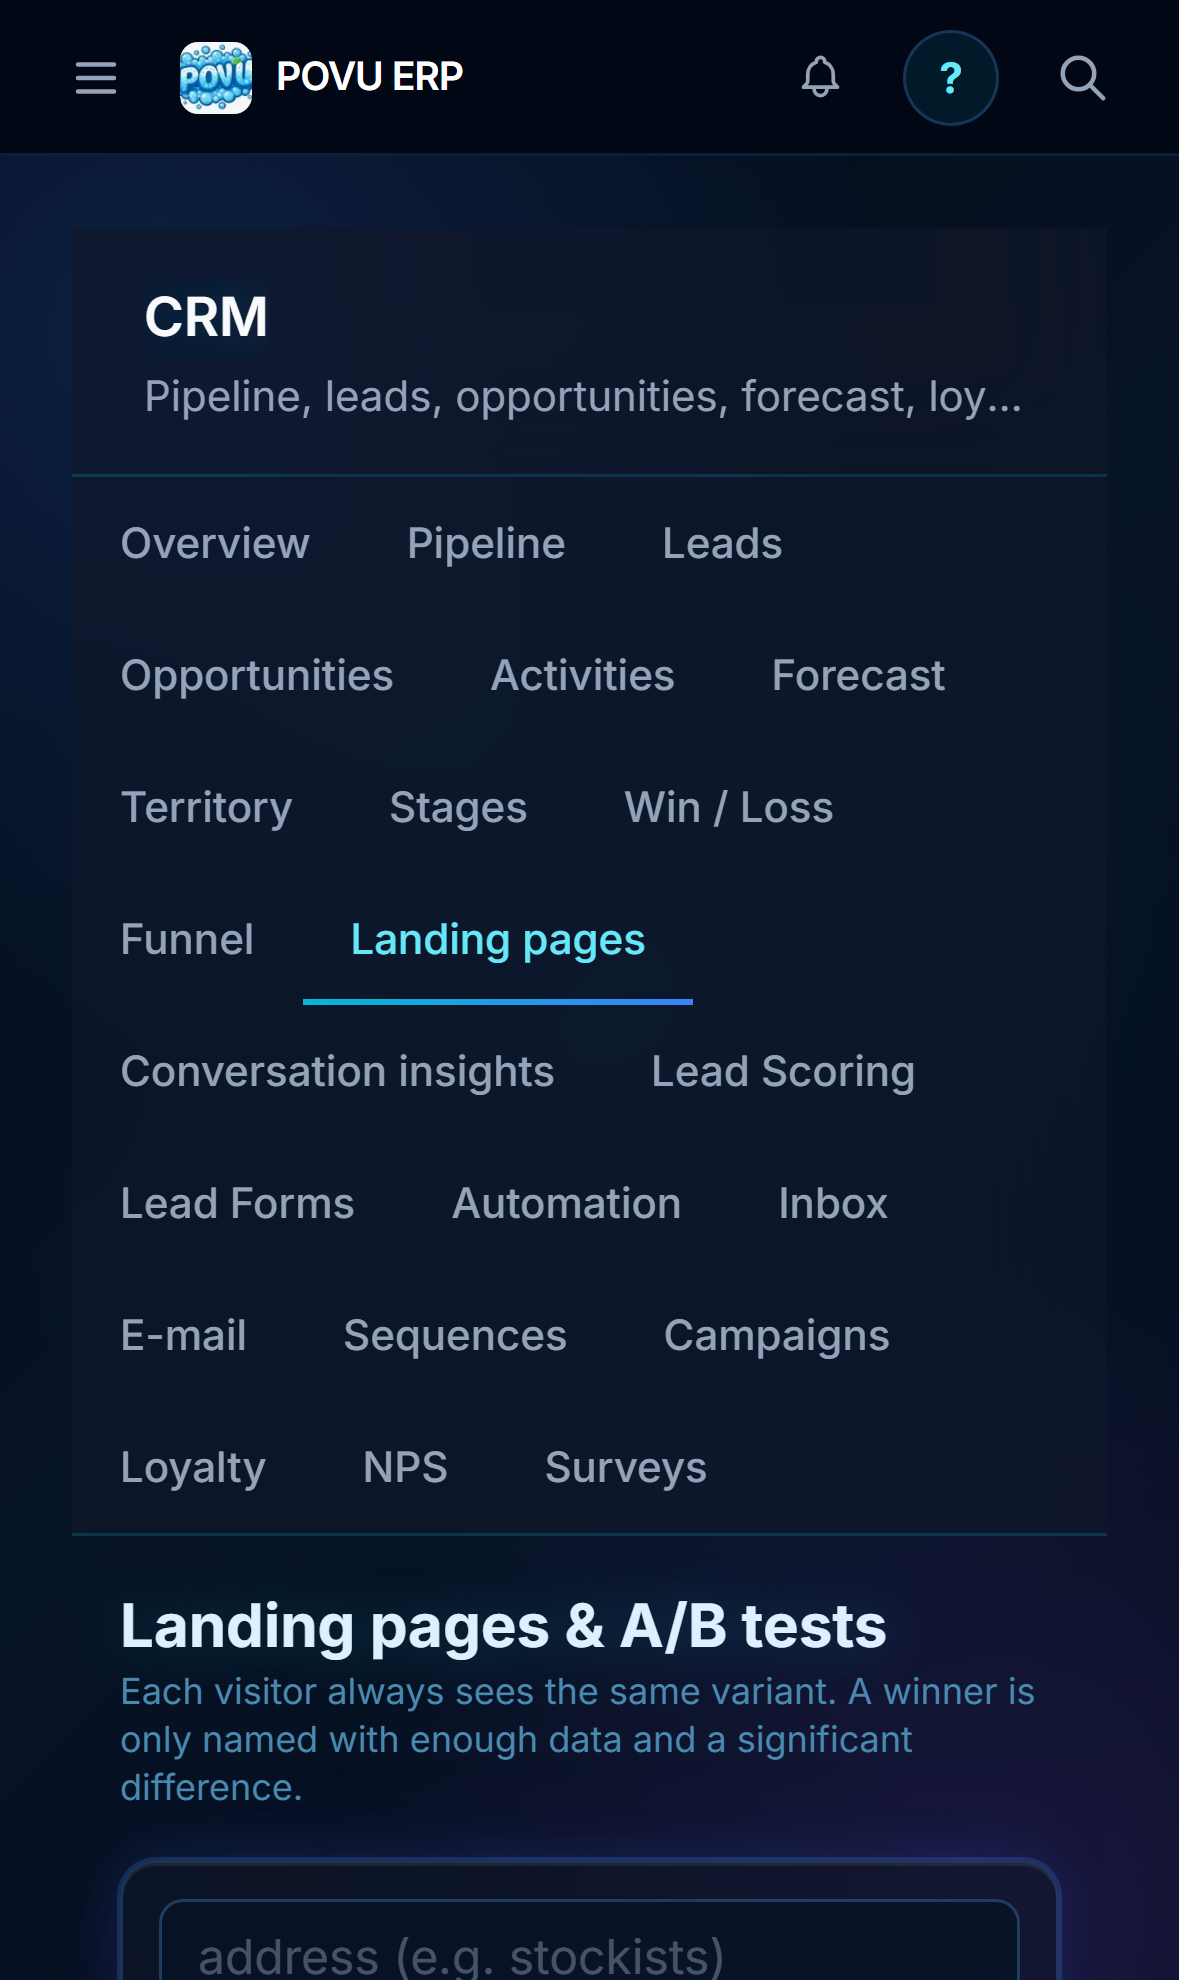 POVU POVU ERP ?
CRM
Pipeline, leads, opportunities, forecast, loy...
Overview Pipeline Leads
Opportunities Activities Forecast
Territory Stages Win / Loss
Funnel Landing pages
Conversation insights Lead Scoring
Lead Forms Automation Inbox
E-mail Sequences Campaigns
Loyalty NPS Surveys
Landing pages & A/B tests
Each visitor always sees the same variant. A winner is
only named with enough data and a significant
difference.
address (e.g. stockists)